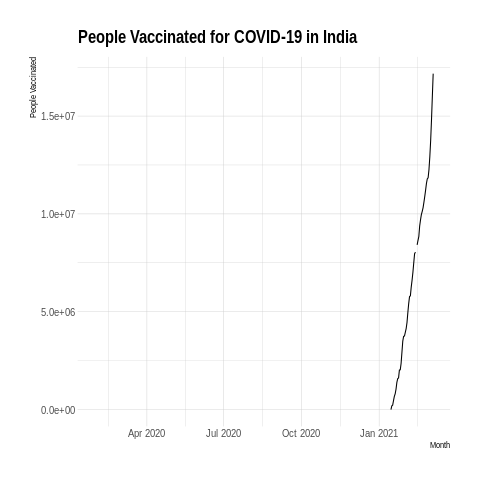 People Vaccinated for COVID-19 in India
People Vaccinated
1.5e+07
1.0e+07
5.0e+06
0.0e+00
Apr 2020 Jul 2020 Oct 2020 Jan 2021
Month